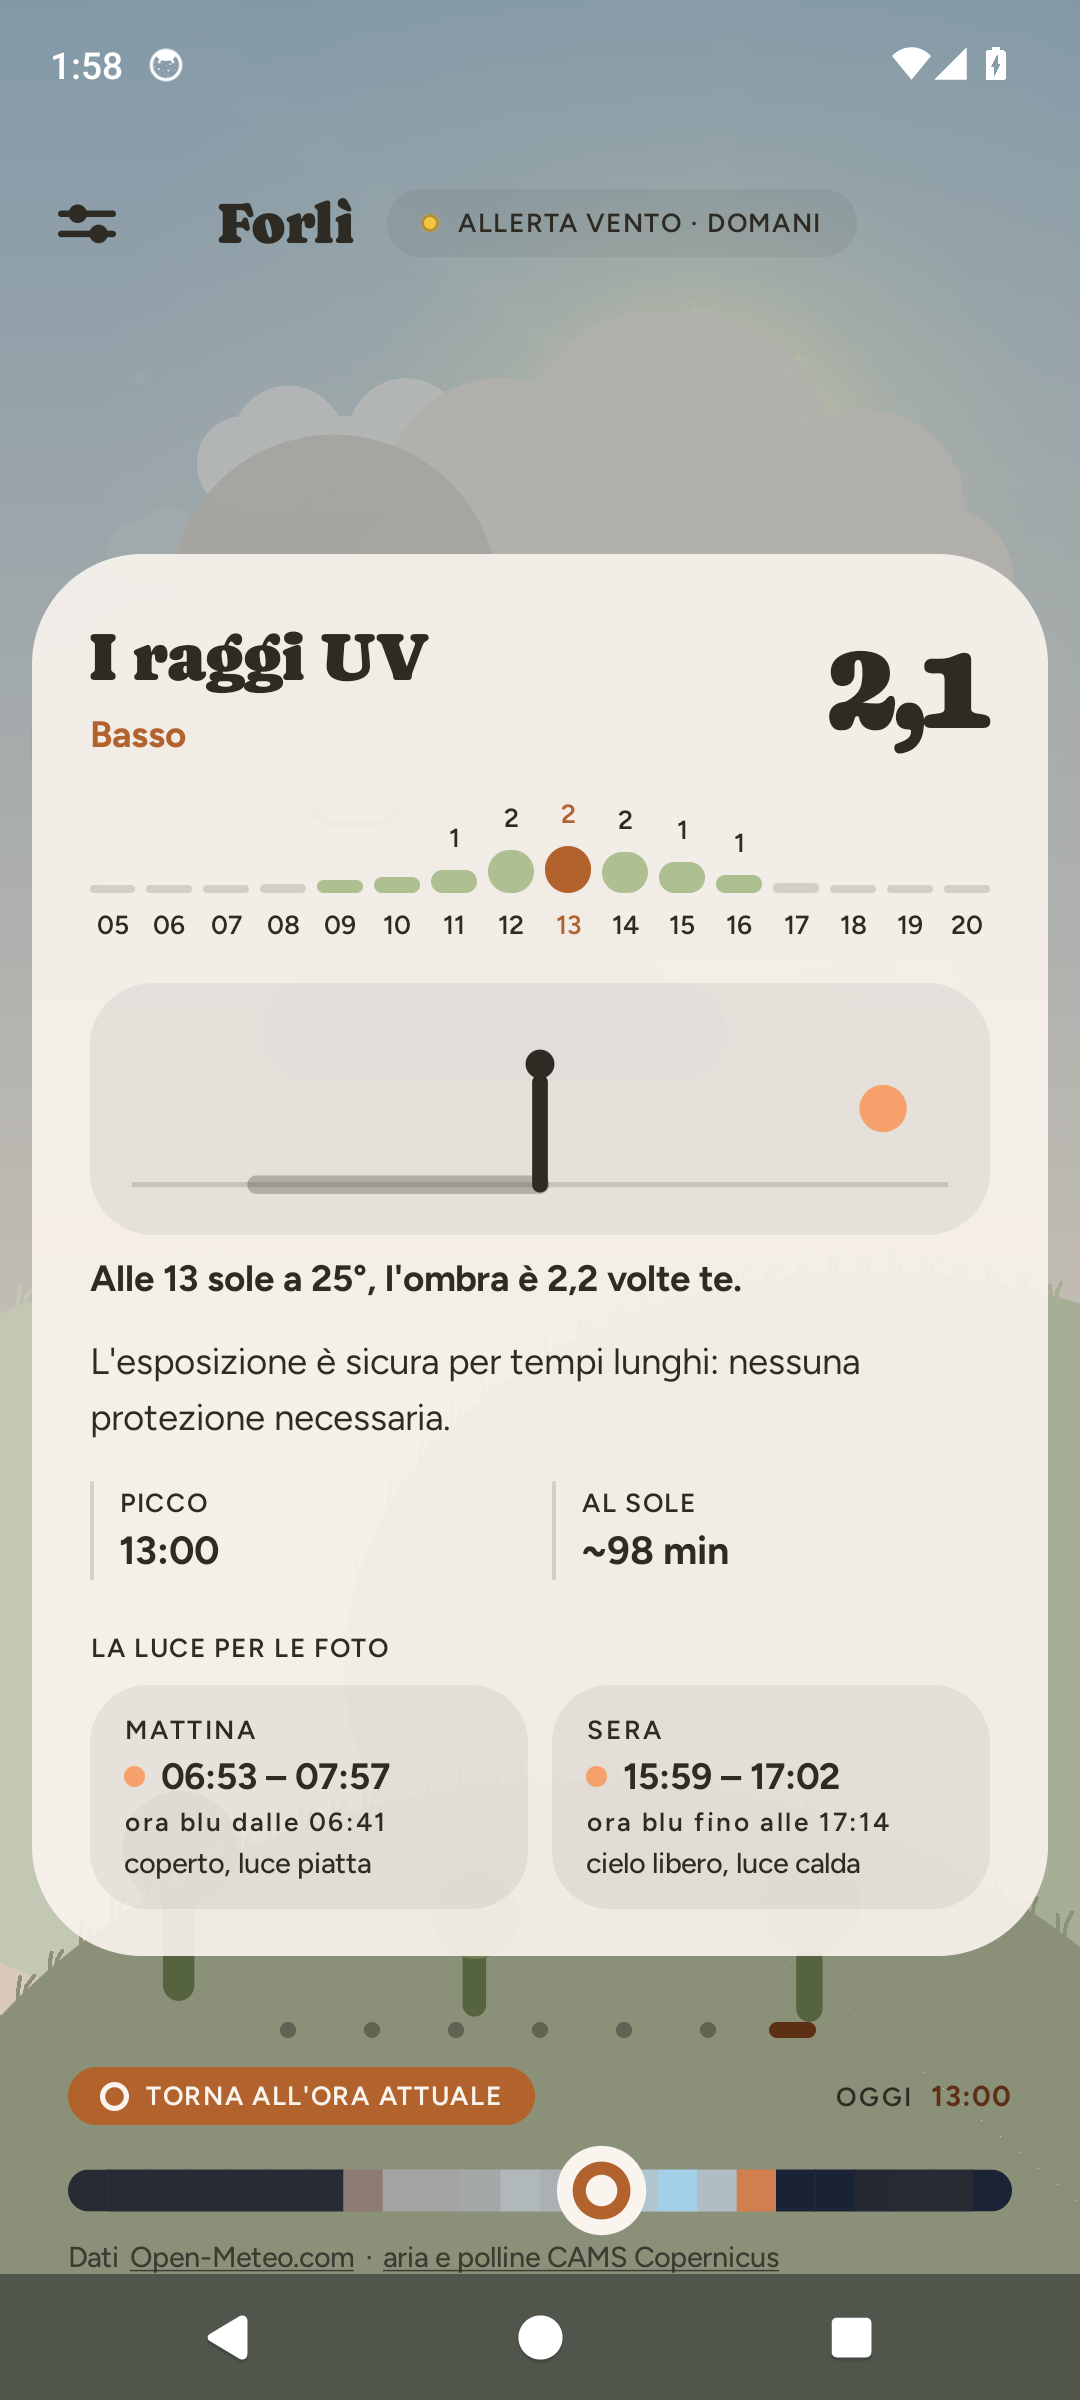 1:58
Forlì
ALLERTA VENTO · DOMANI
I raggi UV
2,1
Basso
1 2 2 2 1 1
05 06 07 08 09 10 11 12 13 14 15 16 17 18 19 20
Alle 13 sole a 25°, l'ombra è 2,2 volte te.
L'esposizione è sicura per tempi lunghi: nessuna
protezione necessaria.
PICCO
13:00
AL SOLE
~98 min
LA LUCE PER LE FOTO
MATTINA
06:53 – 07:57
ora blu dalle 06:41
coperto, luce piatta
SERA
15:59 – 17:02
ora blu fino alle 17:14
cielo libero, luce calda
TORNA ALL'ORA ATTUALE
OGGI 13:00
Dati Open-Meteo.com · aria e polline CAMS Copernicus